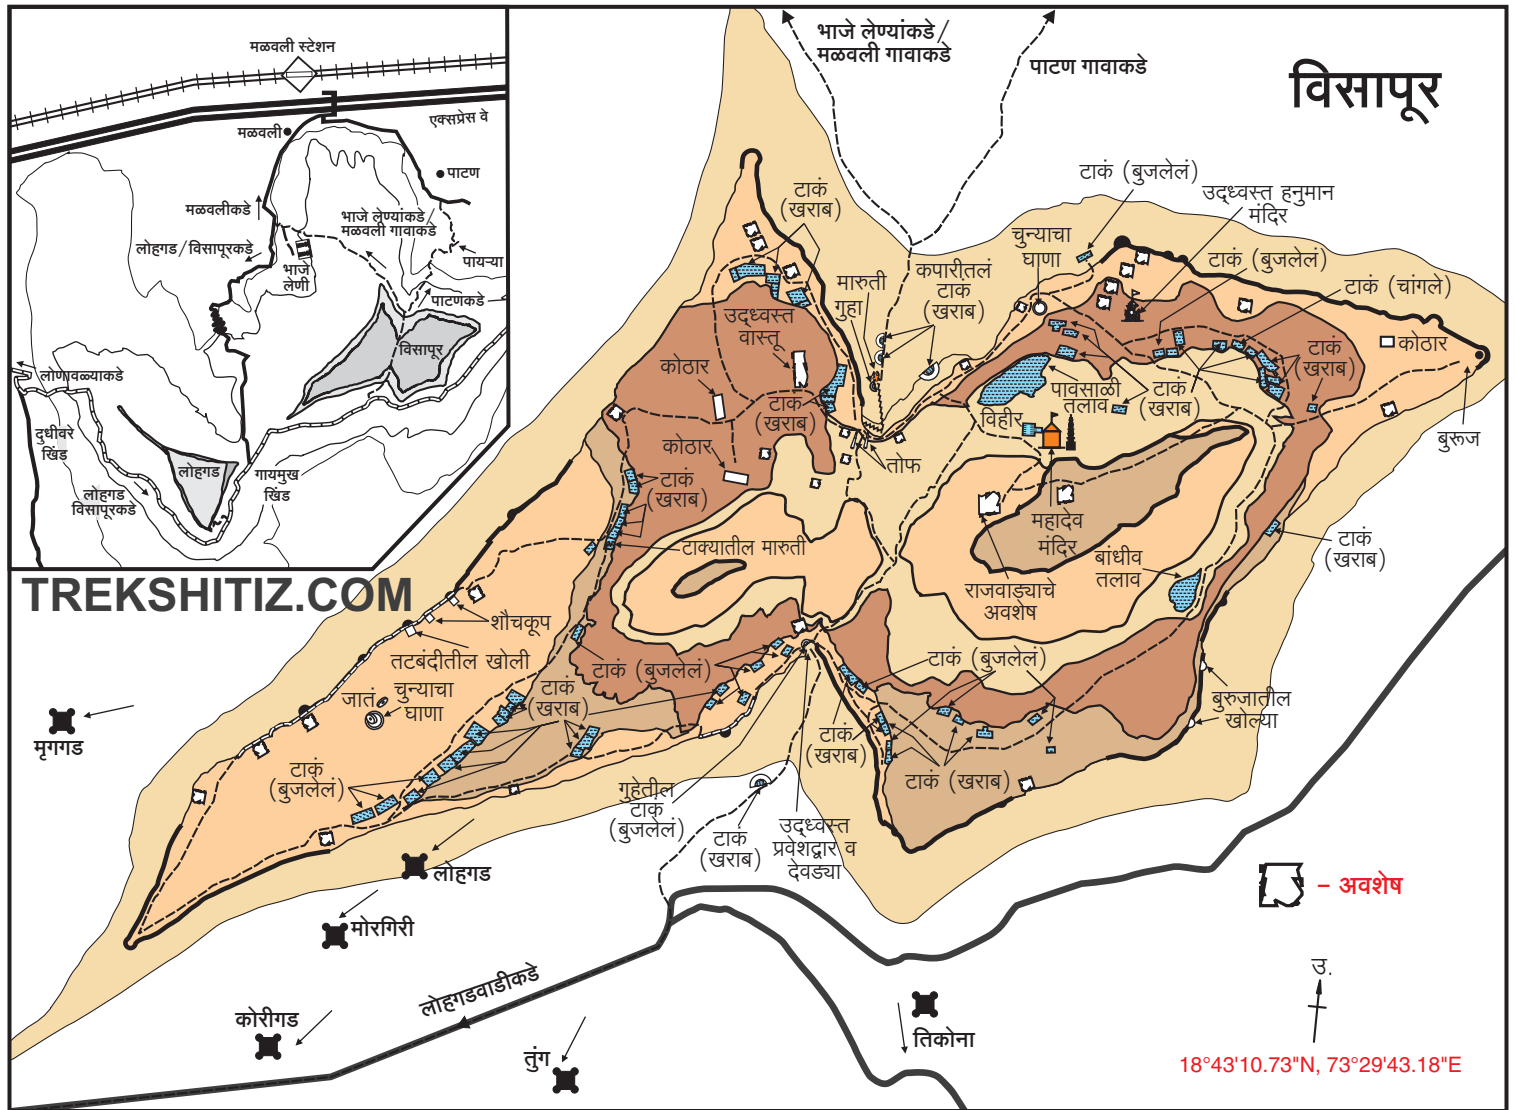 मळवली स्टेशन
एक्सप्रेस वे
मळवली
पाटण
मळवलीकडे
भाजे लेण्यांकडे/
मळवली गावाकडे
लोहगड/विसापूरकडे
पायऱ्या
भाजे
लेणी
पाटणकडे
विसापूर
लोणावळ्याकडे
दुधीवरे
खिंड
लोहगड
गायमुख
खिंड
लोहगड
विसापूरकडे
TREKSHITIZ.COM
भाजे लेण्यांकडे/
मळवली गावाकडे
पाटण गावाकडे
विसापूर
टाकं (बुजलेलं)
उद्ध्वस्त हनुमान
मंदिर
टाकं
(खराब)
चुन्याचा
घाणा
टाकं (बुजलेलं)
मारुती
गुहा
कपारीतलं
टाकं
(खराब)
टाकं (चांगले)
उद्ध्वस्त
वास्तू
कोठार
टाकं
(खराब)
कोठार
पावसाळी
तलाव
टाकं
(खराब)
टाकं
(खराब)
विहीर
बुरूज
कोठार
तोफ
टाकं
(खराब)
महादेव
मंदिर
टाक्यातील मारुती
टाकं
(खराब)
बांधीव
तलाव
राजवाड्याचे
अवशेष
शौचकूप
तटबंदीतील खोली
टाकं (बुजलेलं)
टाकं (बुजलेलं)
जातं
चुन्याचा
घाणा
टाकं
(खराब)
बुरुजातील
खोल्या
मृगगड
टाकं
(खराब)
टाकं
(बुजलेलं)
टाकं (खराब)
गुहेतील
टाकं
(बुजलेलं)
टाकं
(खराब)
उद्ध्वस्त
प्रवेशद्वार व
देवड्या
लोहगड
– अवशेष
मोरगिरी
लोहगडवाडीकडे
उ.
कोरीगड
तुंग
तिकोना
18°43'10.73"N, 73°29'43.18"E